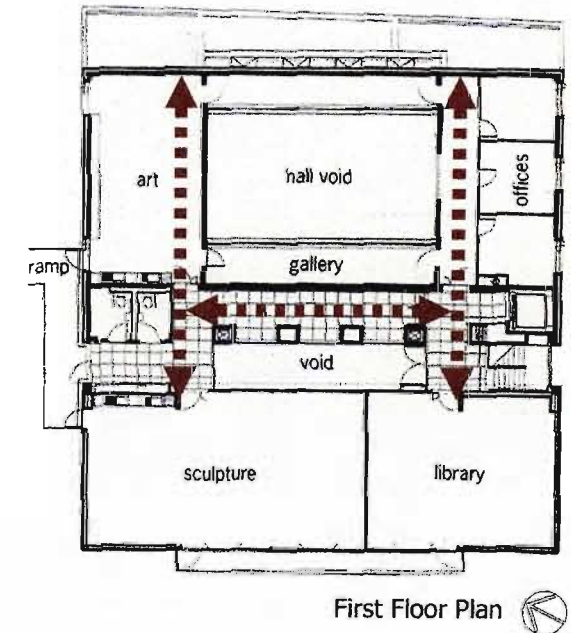 art
hall void
offices
ramp
gallery
void
sculpture
library
First Floor Plan